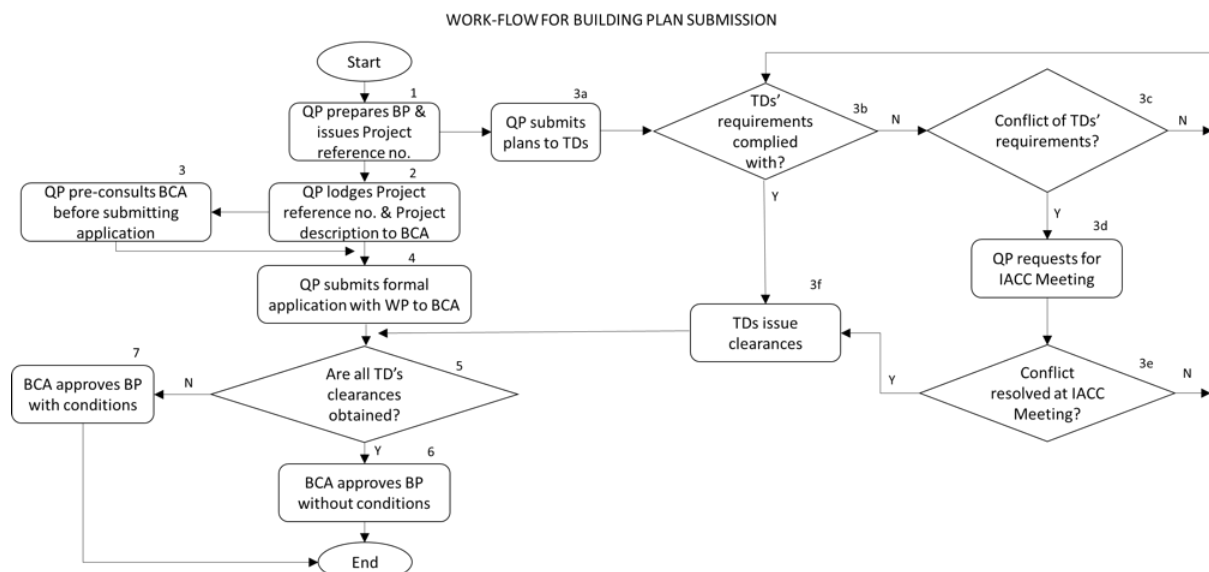 WORK-FLOW FOR BUILDING PLAN SUBMISSION
Start
1
QP prepares BP &
issues Project
reference no.
3a
QP submits
plans to TDs
3b
TDs'
requirements
complied
with?
N
3c
Conflict of TDs'
requirements?
N
3
QP pre-consults BCA
before submitting
application
2
QP lodges Project
reference no. & Project
description to BCA
Y
Y
3d
QP requests for
IACC Meeting
4
QP submits formal
application with WP to BCA
3f
TDs issue
clearances
7
BCA approves BP
with conditions
N
5
Are all TD's
clearances
obtained?
Y
3e
Conflict
resolved at IACC
Meeting?
N
Y
6
BCA approves BP
without conditions
End